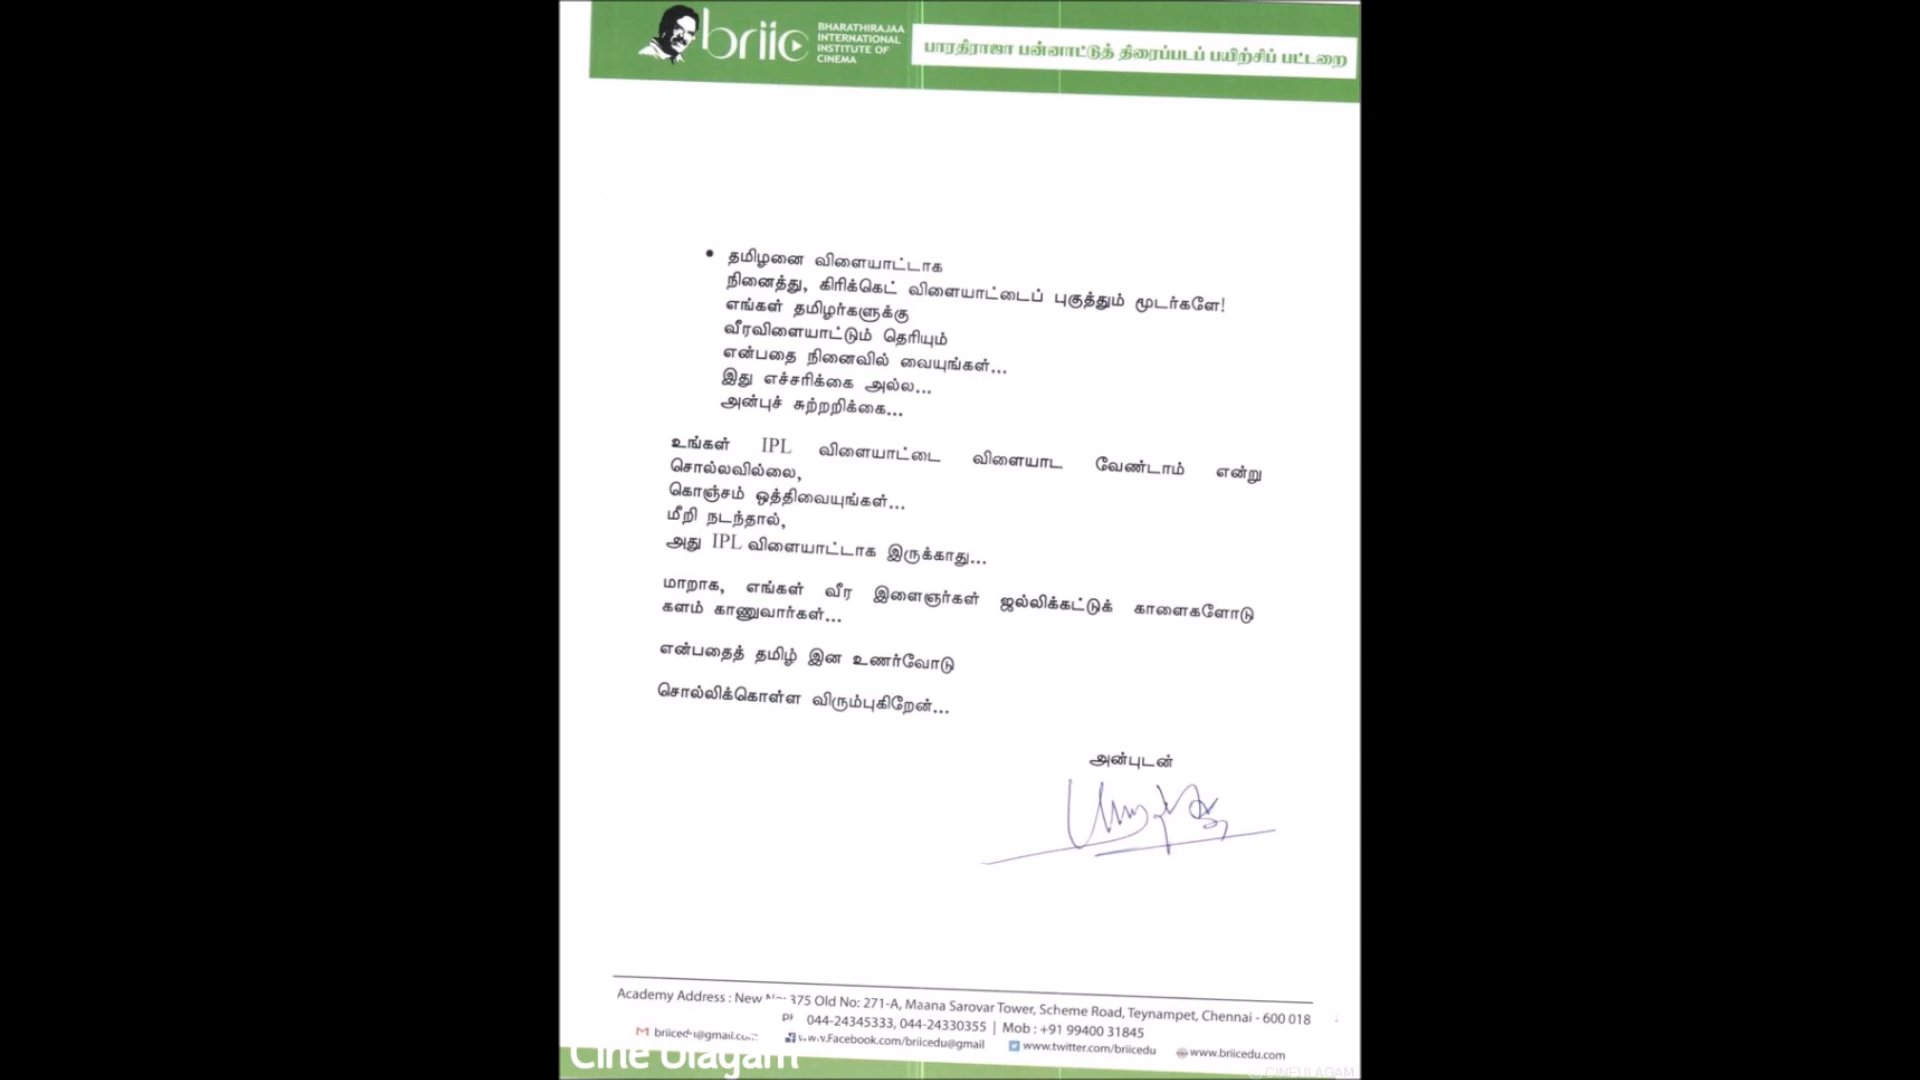 briic
BHARATHIRAJAA
INTERNATIONAL
INSTITUTE OF
CINEMA
பாரதிராஜா பன்னாட்டுத் திரைப்படப் பயிற்சிப் பட்டறை
• தமிழனை விளையாட்டாக
நினைத்து, கிரிக்கெட் விளையாட்டைப் புகுத்தும் மூடர்களே!
எங்கள் தமிழர்களுக்கு
வீரவிளையாட்டும் தெரியும்
என்பதை நினைவில் வையுங்கள்...
இது எச்சரிக்கை அல்ல...
அன்புச் சுற்றறிக்கை...
உங்கள் IPL விளையாட்டை விளையாட வேண்டாம் என்று
சொல்லவில்லை,
கொஞ்சம் ஒத்திவையுங்கள்...
மீறி நடந்தால்,
அது IPL விளையாட்டாக இருக்காது...
மாறாக, எங்கள் வீர இளைஞர்கள் ஜல்லிக்கட்டுக் காளைகளோடு
களம் காணுவார்கள்...
என்பதைத் தமிழ் இன உணர்வோடு
சொல்லிக்கொள்ள விரும்புகிறேன்...
அன்புடன்
Academy Address : New 375 Old No: 271-A, Maana Sarovar Tower, Scheme Road, Teynampet, Chennai - 600 018
044-24345333, 044-24330355 | Mob : +91 99400 31845
www.twitter.com/briicedu www.briicedu.com
Cine Ulagam
CINEULAGAM